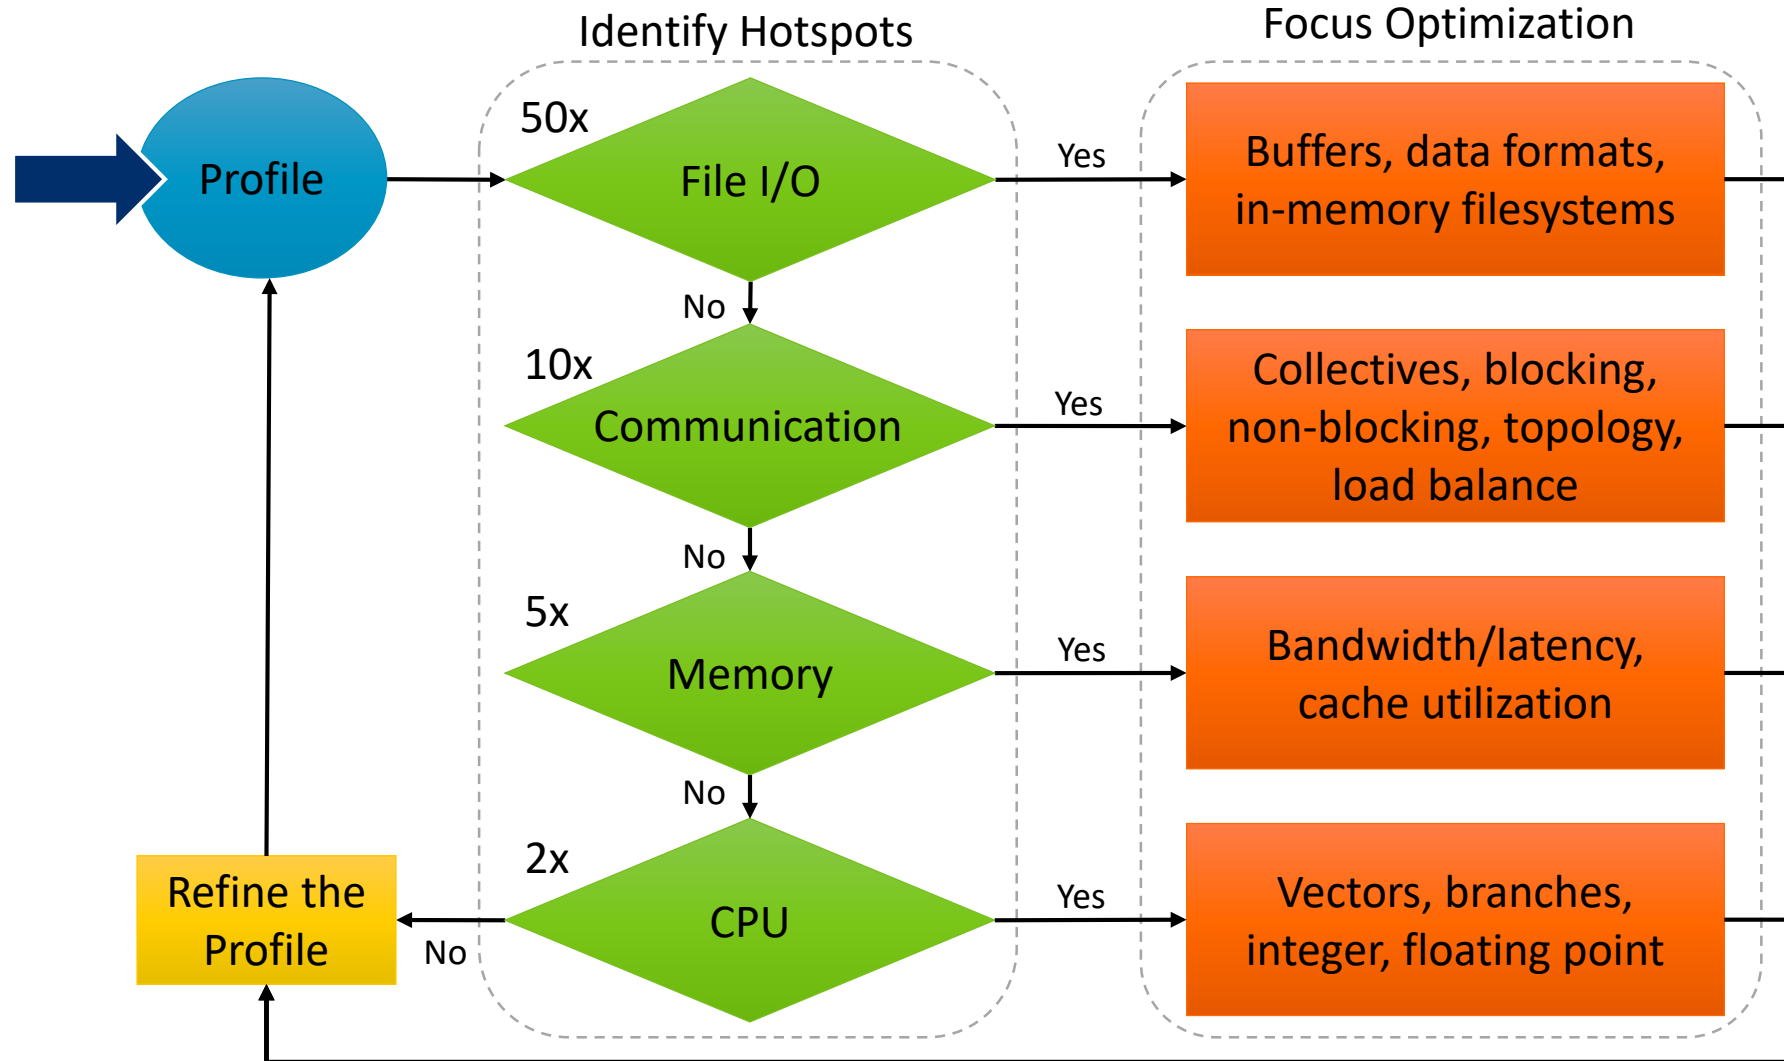 Identify Hotspots
Focus Optimization
Profile
50x
File I/O
Yes
Buffers, data formats,
in-memory filesystems
No
10x
Communication
Yes
Collectives, blocking,
non-blocking, topology,
load balance
No
5x
Memory
Yes
Bandwidth/latency,
cache utilization
No
2x
CPU
Yes
Vectors, branches,
integer, floating point
No
Refine the
Profile